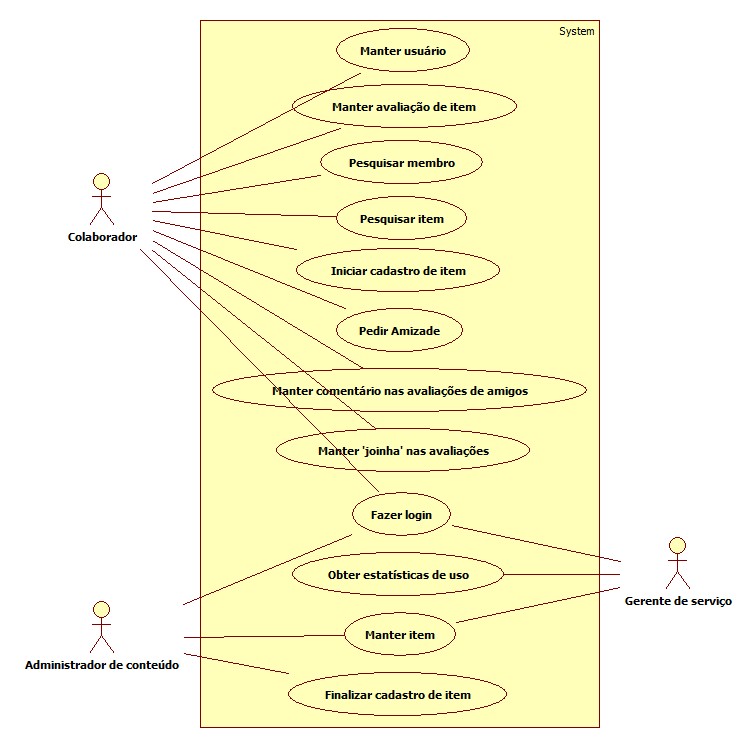 System
Manter usuário
Manter avaliação de item
Pesquisar membro
Pesquisar item
Colaborador
Iniciar cadastro de item
Pedir Amizade
Manter comentário nas avaliações de amigos
Manter 'joinha' nas avaliações
Fazer login
Obter estatísticas de uso
Gerente de serviço
Manter item
Administrador de conteúdo
Finalizar cadastro de item